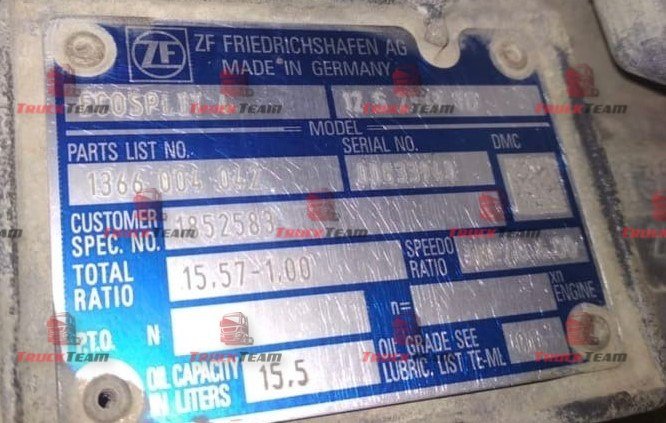 ZF
ZF FRIEDRICHSHAFEN AG
MADE IN GERMANY
MODEL
PARTS LIST NO.
SERIAL NO.
DMC
1366 004 042
CUSTOMER
SPEC. NO.
1852583
TOTAL
RATIO
15,57-1,00
SPEEDO
RATIO
P.T.O.
N
n=
xn
ENGINE
OIL CAPACITY
IN LITERS
15,5
OIL GRADE SEE
LUBRIC. LIST TE-ML
TRUCKTEAM